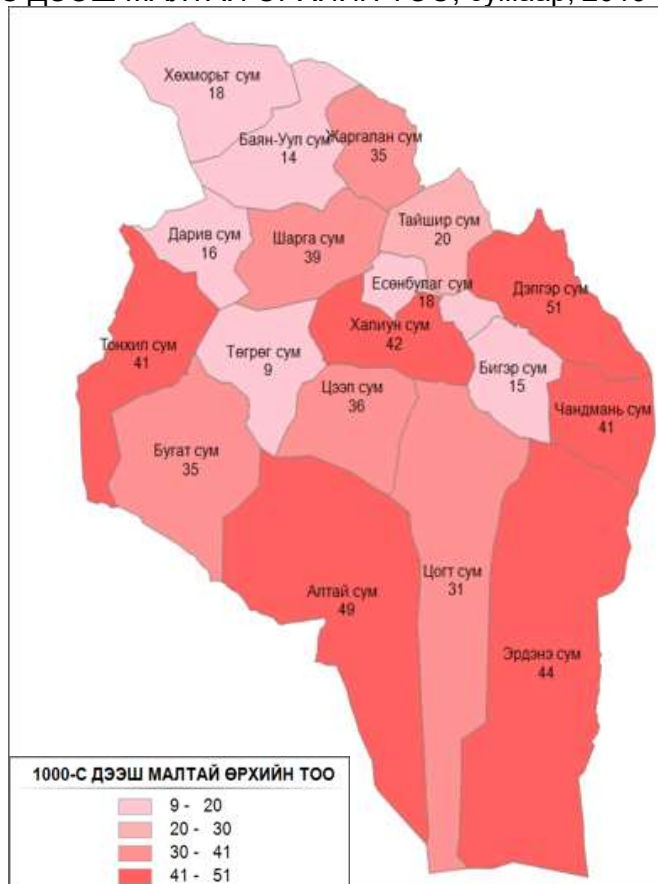 Хөхморьт сум
18
Баян-Уул сум
14
Жаргалан сум
35
Дарив сум
16
Шарга сум
39
Тайшир сум
20
Есөнбулаг сум
18
Дэлгэр сум
51
Тонхил сум
41
Халиун сум
42
Төгрөг сум
9
Бигэр сум
15
Цээл сум
36
Чандмань сум
41
Бугат сум
35
Цогт сум
31
Алтай сум
49
Эрдэнэ сум
44
1000-С ДЭЭШ МАЛТАЙ ӨРХИЙН ТОО
9 - 20
20 - 30
30 - 41
41 - 51